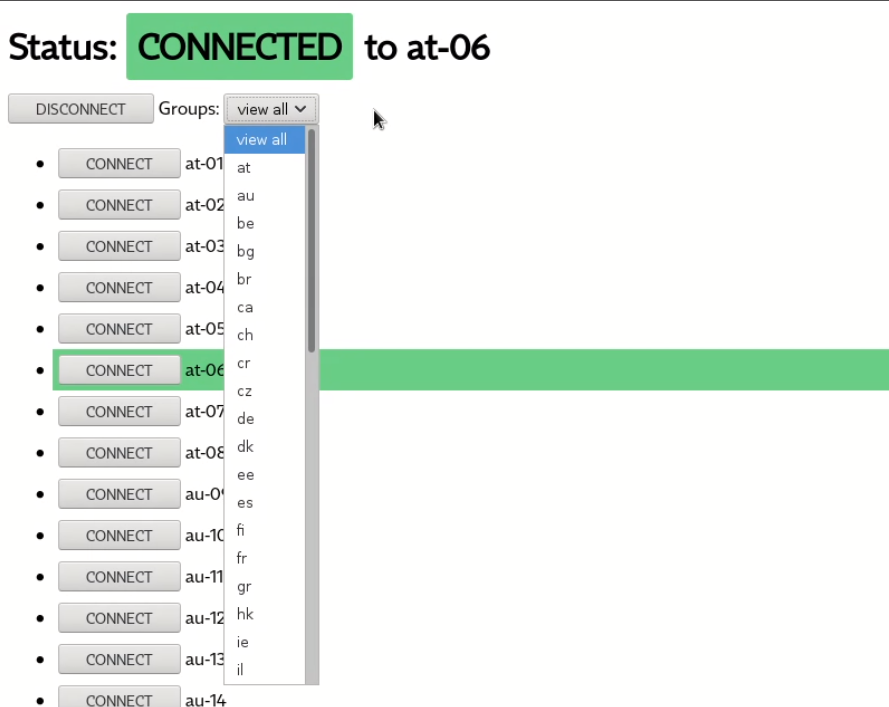 Status: CONNECTED to at-06
DISCONNECT Groups: view all
view all
at
au
be
bg
br
ca
ch
cr
cz
de
dk
ee
es
fi
fr
gr
hk
ie
il
CONNECT at-01
CONNECT at-02
CONNECT at-03
CONNECT at-04
CONNECT at-05
CONNECT at-06
CONNECT at-07
CONNECT at-08
CONNECT au-09
CONNECT au-10
CONNECT au-11
CONNECT au-12
CONNECT au-13
CONNECT au-14